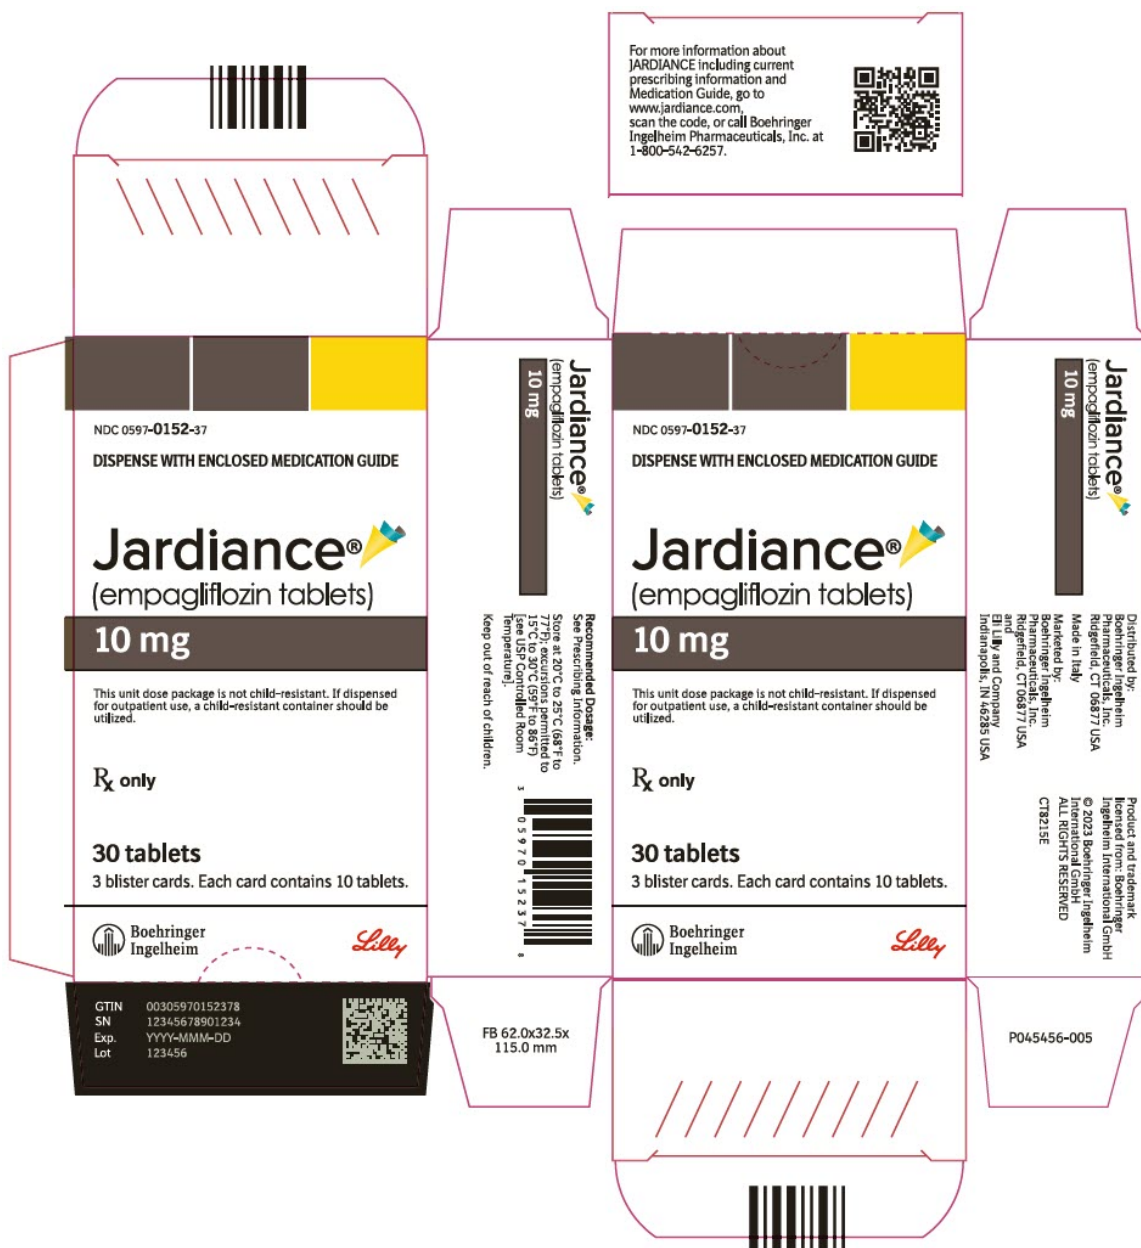 For more information about
JARDIANCE including current
prescribing information and
Medication Guide, go to
www.jardiance.com,
scan the code, or call Boehringer
Ingelheim Pharmaceuticals, Inc. at
1-800-542-6257.
NDC 0597-0152-37
DISPENSE WITH ENCLOSED MEDICATION GUIDE
Jardiance®
(empagliflozin tablets)
10 mg
This unit dose package is not child-resistant. If dispensed
for outpatient use, a child-resistant container should be
utilized.
Rx only
30 tablets
3 blister cards. Each card contains 10 tablets.
Boehringer
Ingelheim
Lilly
GTIN 00305970152378
SN 12345678901234
Exp. YYYY-MMM-DD
Lot 123456
Jardiance®
(empagliflozin tablets)
10 mg
Recommended Dosage:
See Prescribing Information.
Store at 20°C to 25°C (68°F to
77°F); excursions permitted to
15°C to 30°C (59°F to 86°F)
[see USP Controlled Room
Temperature].
Keep out of reach of children.
3 05970 15237 8
FB 62.0x32.5x
115.0 mm
NDC 0597-0152-37
DISPENSE WITH ENCLOSED MEDICATION GUIDE
Jardiance®
(empagliflozin tablets)
10 mg
This unit dose package is not child-resistant. If dispensed
for outpatient use, a child-resistant container should be
utilized.
Rx only
30 tablets
3 blister cards. Each card contains 10 tablets.
Boehringer
Ingelheim
Lilly
Jardiance®
(empagliflozin tablets)
10 mg
Distributed by:
Boehringer Ingelheim
Pharmaceuticals, Inc.
Ridgefield, CT 06877 USA
Made in Italy
Marketed by:
Boehringer Ingelheim
Pharmaceuticals, Inc.
Ridgefield, CT 06877 USA
and
Eli Lilly and Company
Indianapolis, IN 46285 USA
Product and trademark
licensed from: Boehringer
Ingelheim International GmbH
© 2023 Boehringer Ingelheim
International GmbH
ALL RIGHTS RESERVED
CT8215E
P045456-005